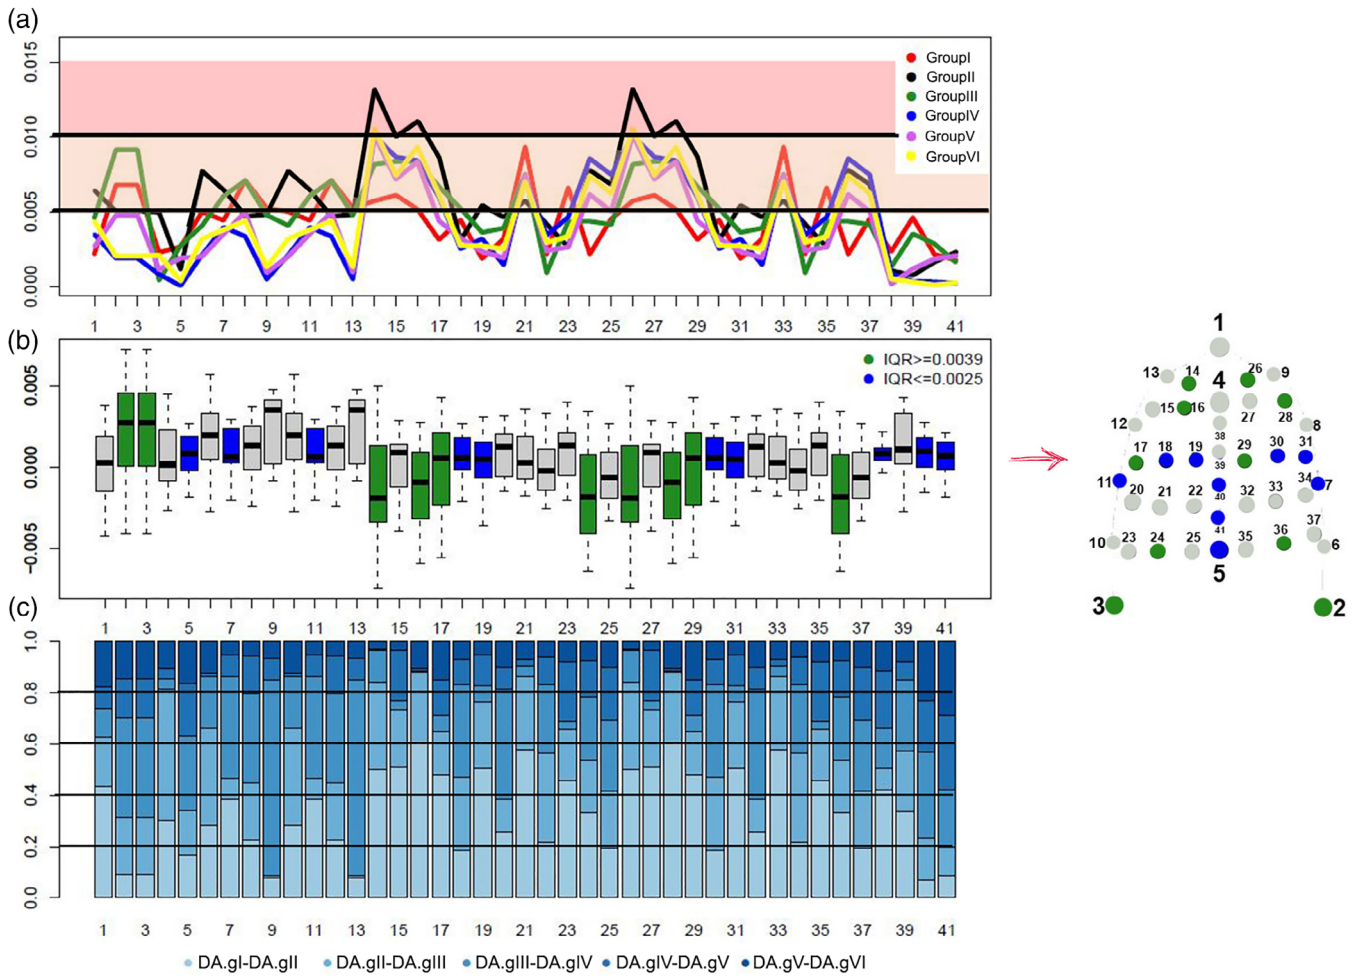 (a)
0.015
0.010
0.005
0.000
GroupI
GroupII
GroupIII
GroupIV
GroupV
GroupVI
1 3 5 7 9 11 13 15 17 19 21 23 25 27 29 31 33 35 37 39 41
(b)
0.005
0.000
−0.005
IQR>=0.0039
IQR<=0.0025
1 3 5 7 9 11 13 15 17 19 21 23 25 27 29 31 33 35 37 39 41
(c)
1.0
0.8
0.6
0.4
0.2
0.0
1 3 5 7 9 11 13 15 17 19 21 23 25 27 29 31 33 35 37 39 41
DA.gI-DA.gII DA.gII-DA.gIII DA.gIII-DA.gIV DA.gIV-DA.gV DA.gV-DA.gVI
1
13 14 4 26 9
15 16 27 28
12 38 8
17 18 19 29 30 31
39
11 7
20 21 22 40 32 33 34
41
10 23 24 25 35 36 37 6
5
3 2